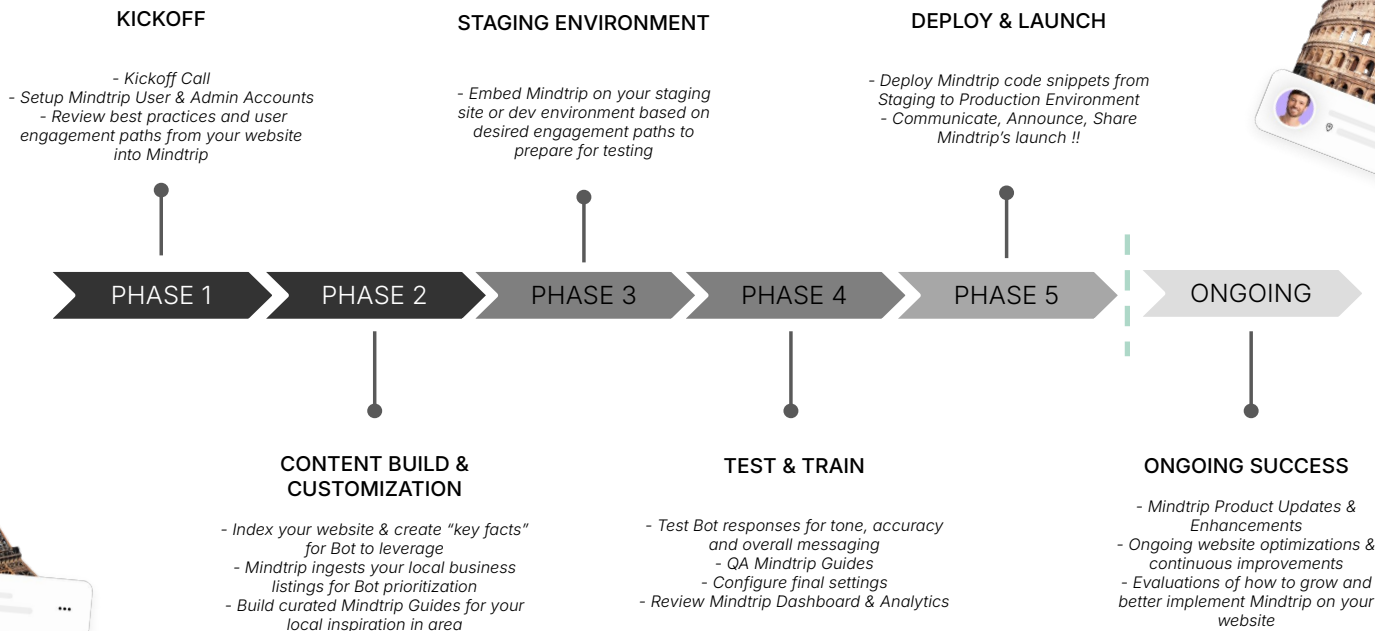 KICKOFF
- Kickoff Call
- Setup Mindtrip User & Admin Accounts
- Review best practices and user
engagement paths from your website
into Mindtrip
STAGING ENVIRONMENT
- Embed Mindtrip on your staging
site or dev environment based on
desired engagement paths to
prepare for testing
DEPLOY & LAUNCH
- Deploy Mindtrip code snippets from
Staging to Production Environment
- Communicate, Announce, Share
Mindtrip’s launch !!
PHASE 1
PHASE 2
PHASE 3
PHASE 4
PHASE 5
ONGOING
CONTENT BUILD &
CUSTOMIZATION
- Index your website & create “key facts”
for Bot to leverage
- Mindtrip ingests your local business
listings for Bot prioritization
- Build curated Mindtrip Guides for your
local inspiration in area
TEST & TRAIN
- Test Bot responses for tone, accuracy
and overall messaging
- QA Mindtrip Guides
- Configure final settings
- Review Mindtrip Dashboard & Analytics
ONGOING SUCCESS
- Mindtrip Product Updates &
Enhancements
- Ongoing website optimizations &
continuous improvements
- Evaluations of how to grow and
better implement Mindtrip on your
website